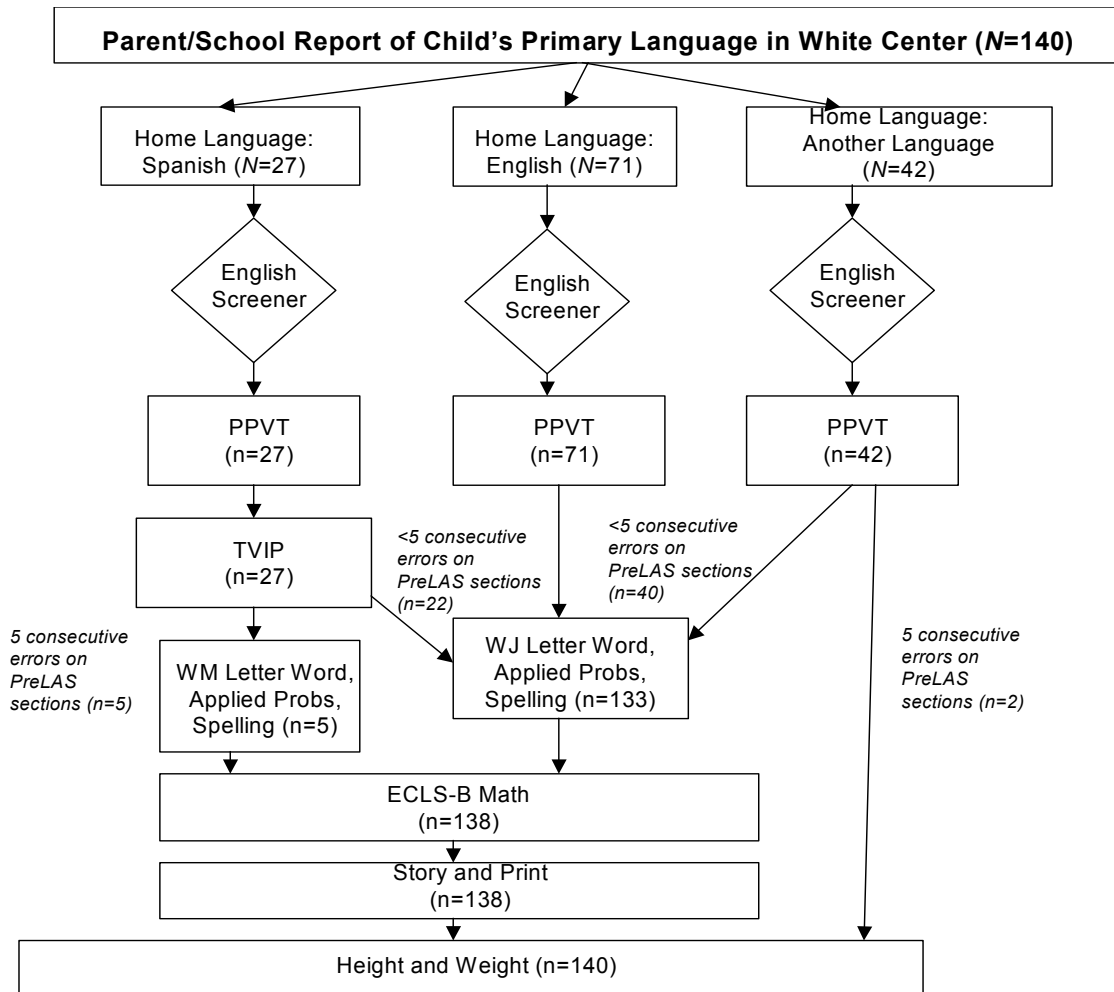 Parent/School Report of Child's Primary Language in White Center (N=140)
Home Language:
Spanish (N=27)
Home Language:
English (N=71)
Home Language:
Another Language
(N=42)
English
Screener
English
Screener
English
Screener
PPVT
(n=27)
PPVT
(n=71)
PPVT
(n=42)
TVIP
(n=27)
<5 consecutive
errors on
PreLAS sections
(n=22)
<5 consecutive
errors on
PreLAS sections
(n=40)
5 consecutive
errors on
PreLAS
sections (n=5)
WM Letter Word,
Applied Probs,
Spelling (n=5)
WJ Letter Word,
Applied Probs,
Spelling (n=133)
5 consecutive
errors on
PreLAS
sections (n=2)
ECLS-B Math
(n=138)
Story and Print
(n=138)
Height and Weight (n=140)